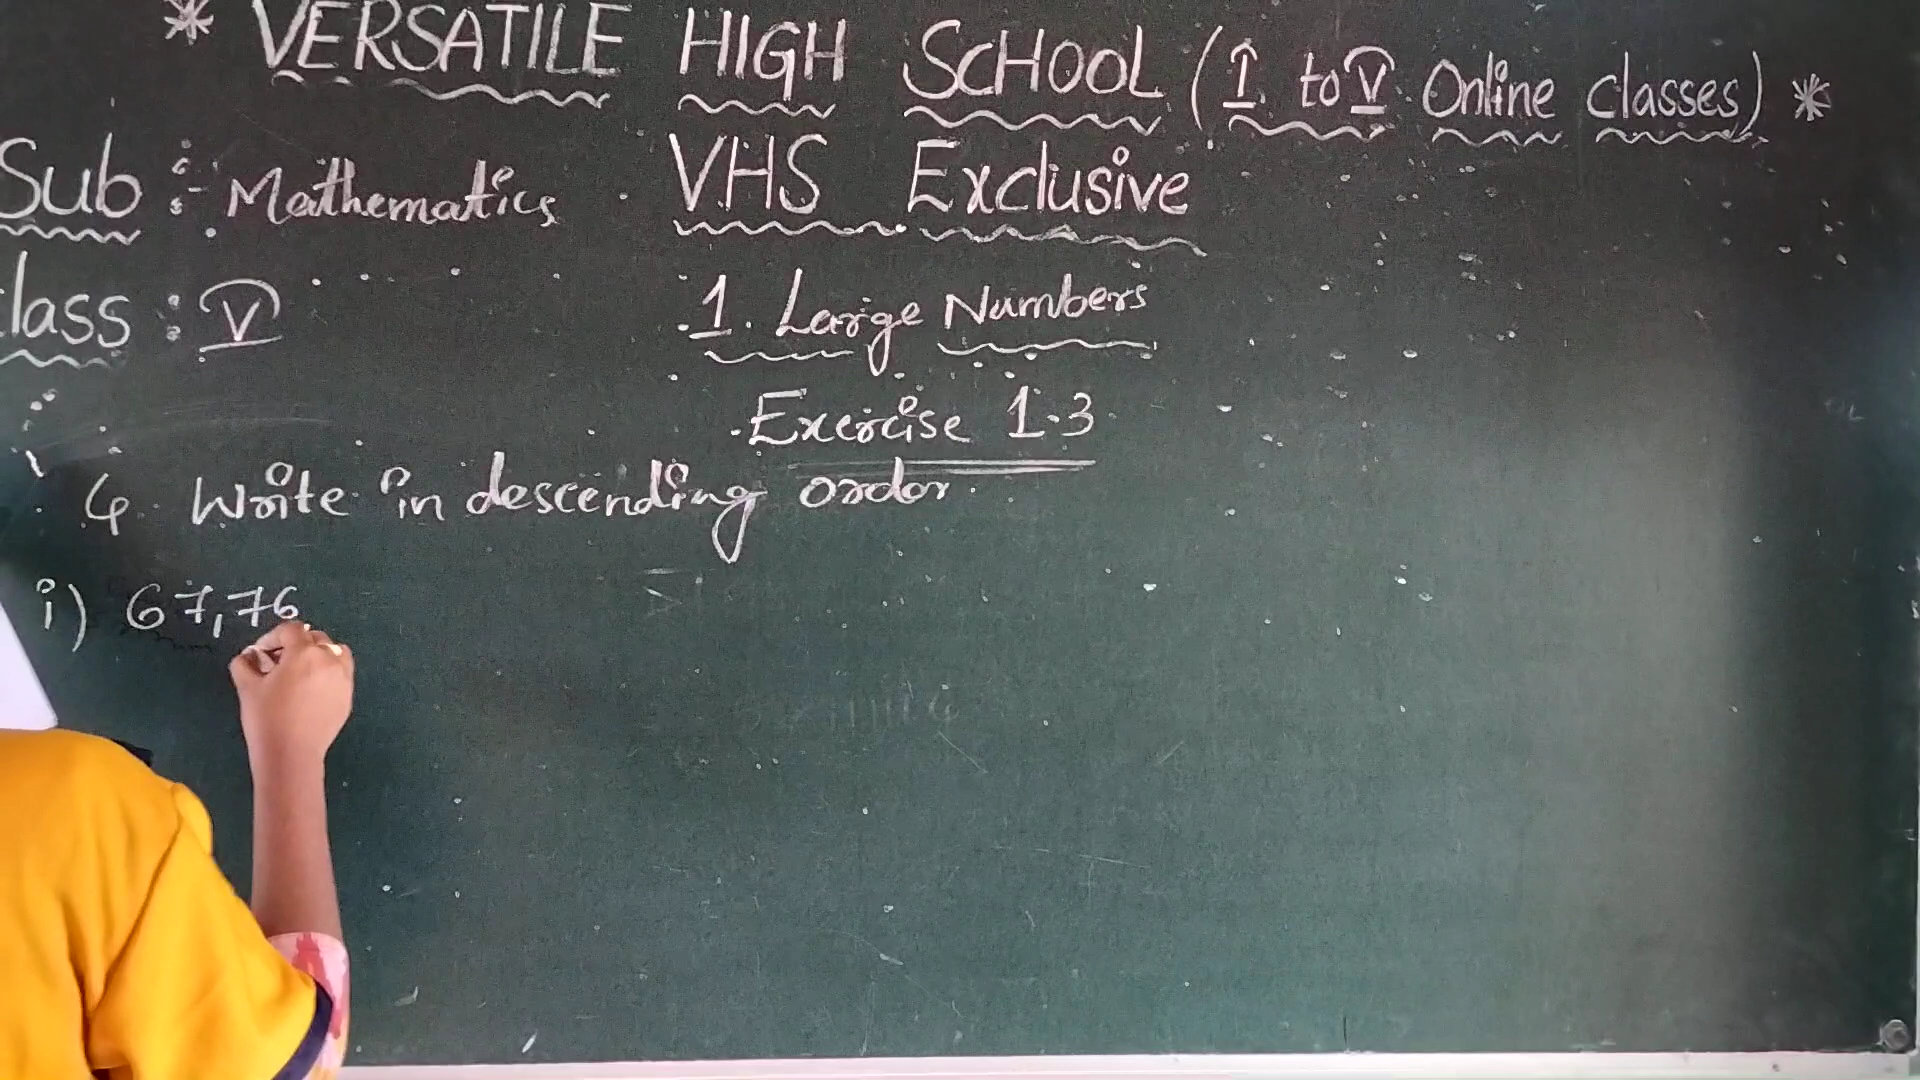 * VERSATILE HIGH SCHOOL (I to V Online classes) *
Sub : Mathematics VHS Exclusive
class : V 1. Large Numbers
Exercise 1.3
4. Write in descending order.
i) 67,76